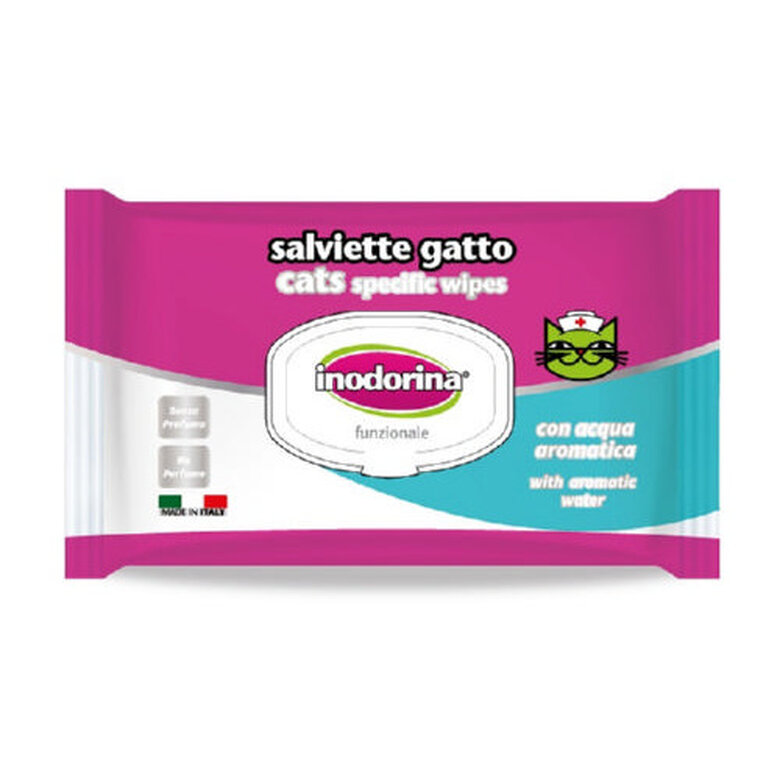 salviette gatto
cats specific wipes
inodorina®
funzionale
con acqua
aromatica
with aromatic
water
Senza
Profumo
No
Perfume
MADE IN ITALY